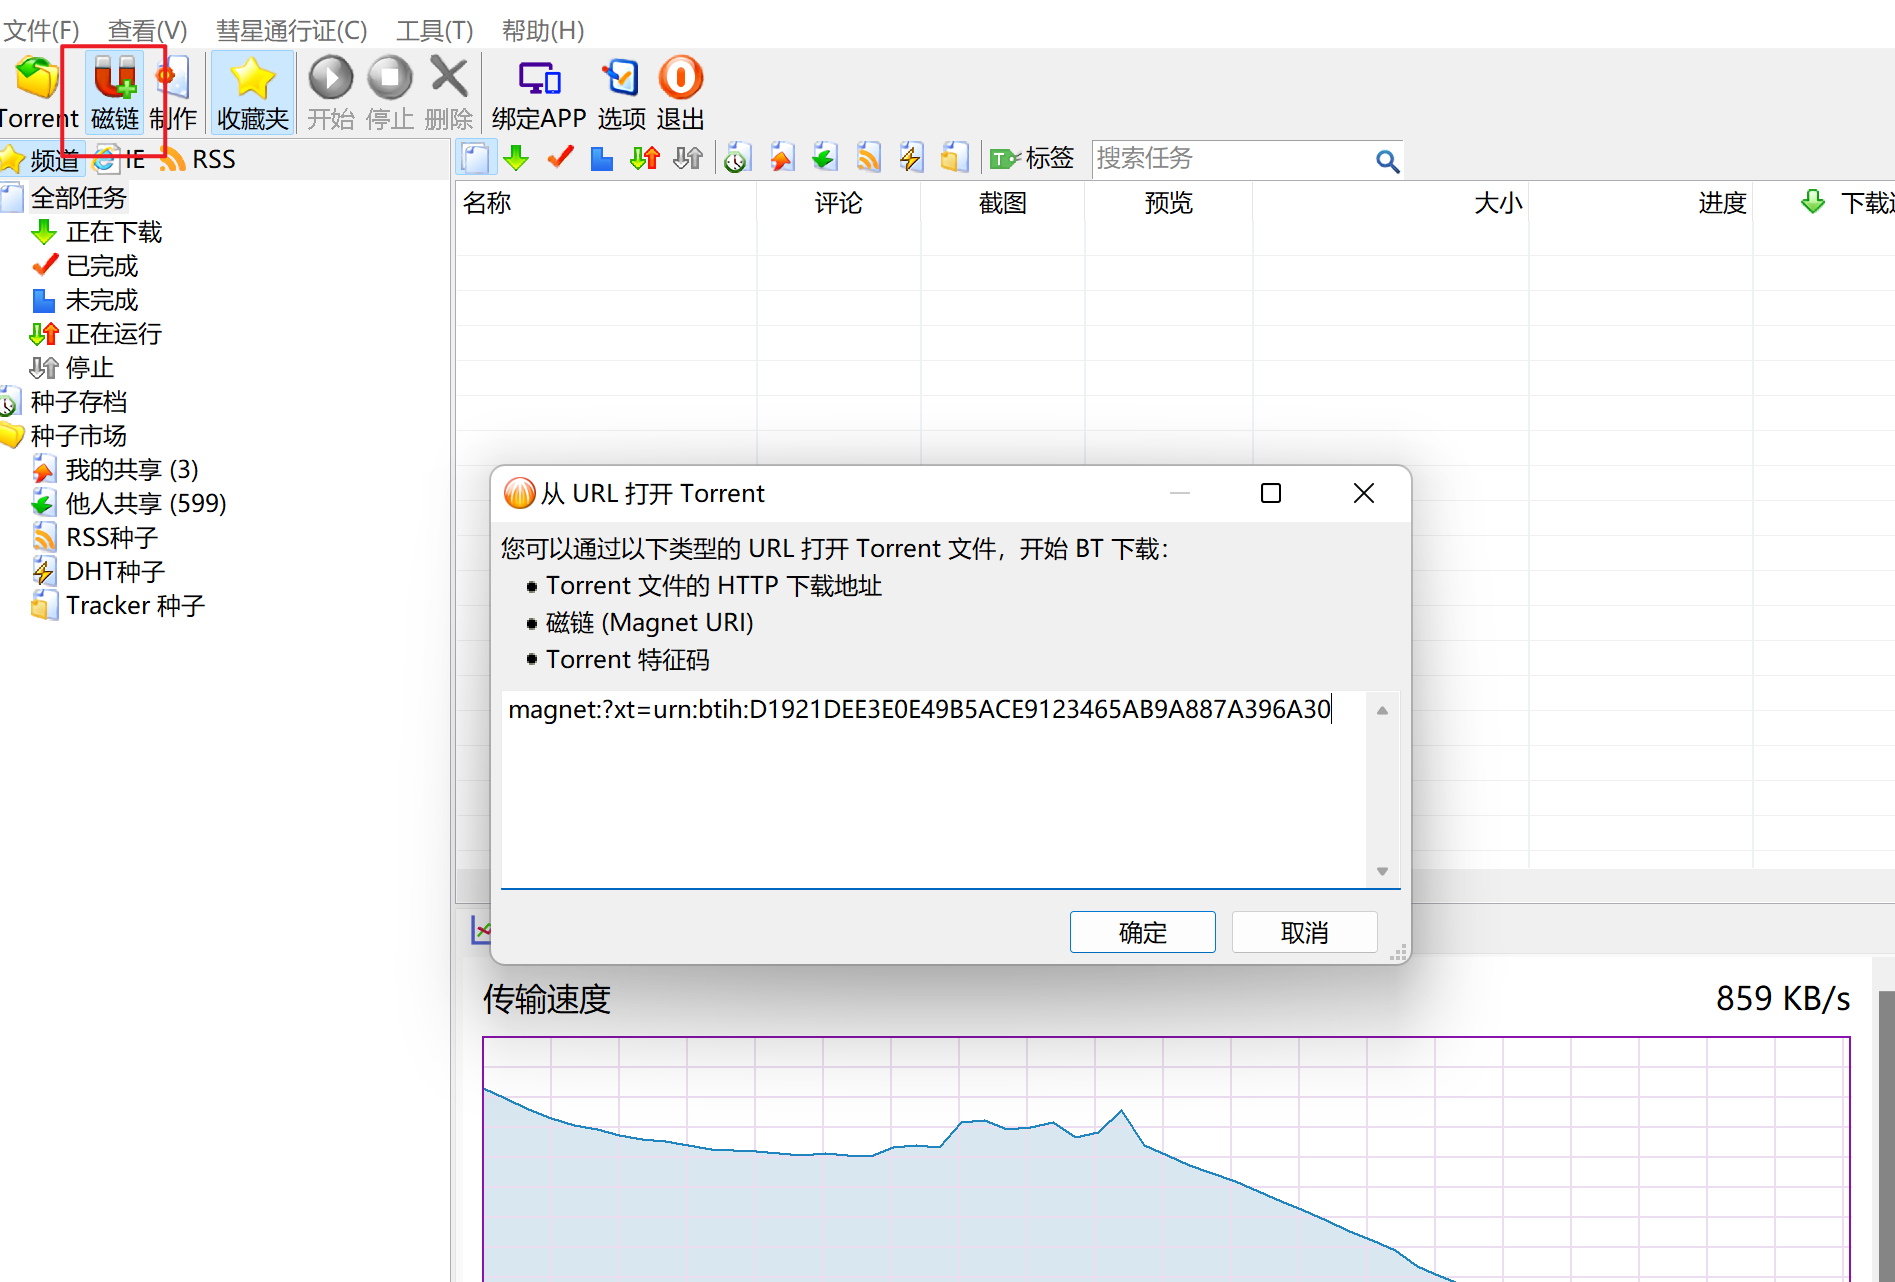 文件(F) 查看(V) 彗星通行证(C) 工具(T) 帮助(H)
Torrent 磁链 制作 收藏夹 开始 停止 删除 绑定APP 选项 退出
频道 IE RSS
标签 搜索任务
全部任务
正在下载
已完成
未完成
正在运行
停止
种子存档
种子市场
我的共享 (3)
他人共享 (599)
RSS种子
DHT种子
Tracker 种子
名称 评论 截图 预览 大小 进度 下载
从 URL 打开 Torrent
您可以通过以下类型的 URL 打开 Torrent 文件，开始 BT 下载：
Torrent 文件的 HTTP 下载地址
磁链 (Magnet URI)
Torrent 特征码
magnet:?xt=urn:btih:D1921DEE3E0E49B5ACE9123465AB9A887A396A30
确定 取消
传输速度 859 KB/s